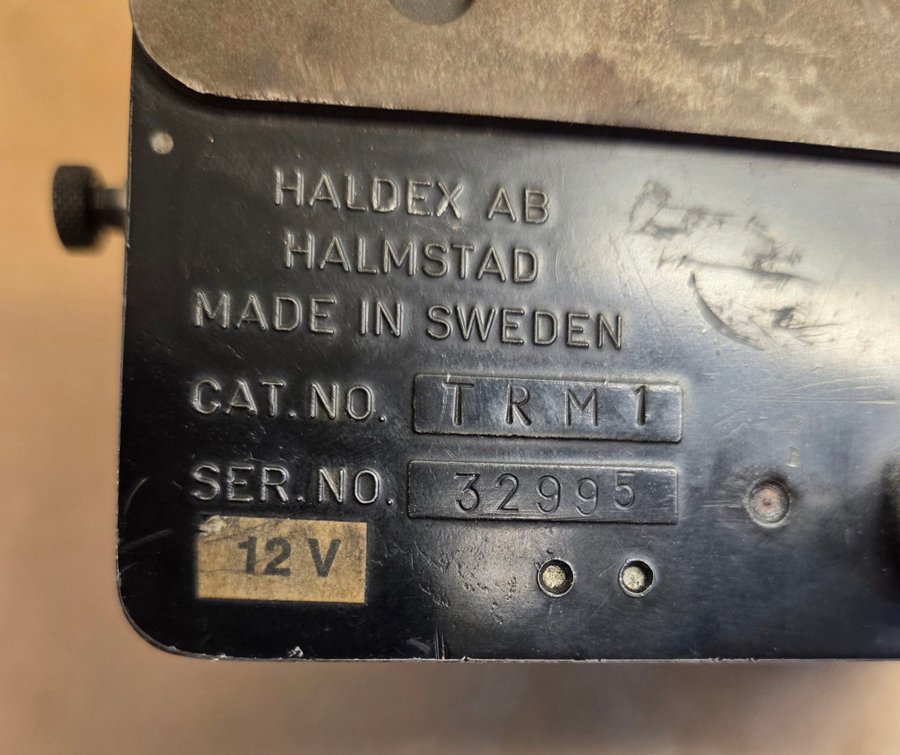 HALDEX AB
HALMSTAD
MADE IN SWEDEN
CAT. NO. TRM1
SER. NO. 32995
12 V